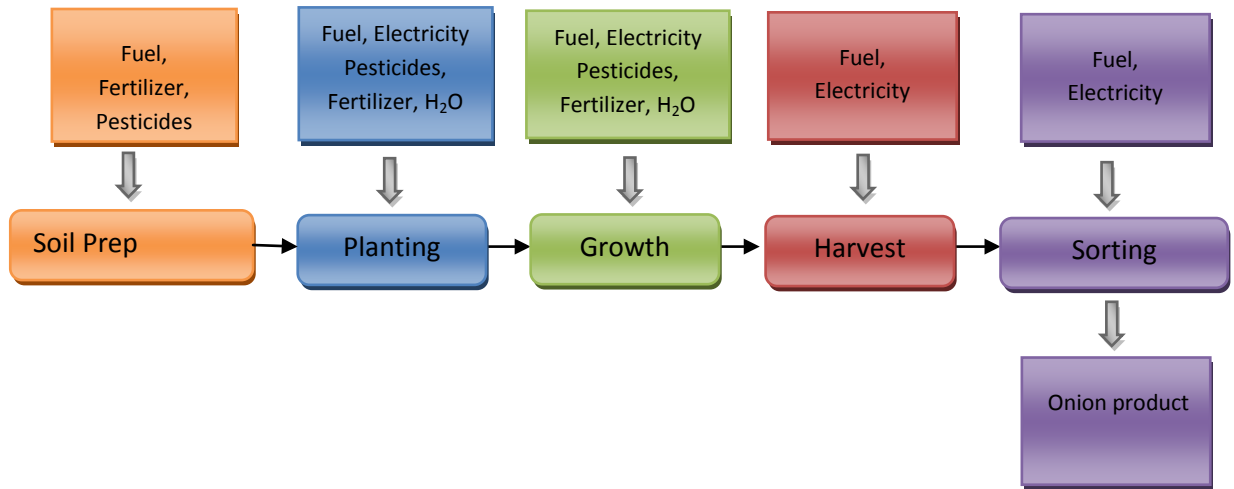 Fuel,
Fertilizer,
Pesticides
Fuel, Electricity
Pesticides,
Fertilizer, H₂O
Fuel, Electricity
Pesticides,
Fertilizer, H₂O
Fuel,
Electricity
Fuel,
Electricity
Soil Prep
Planting
Growth
Harvest
Sorting
Onion product